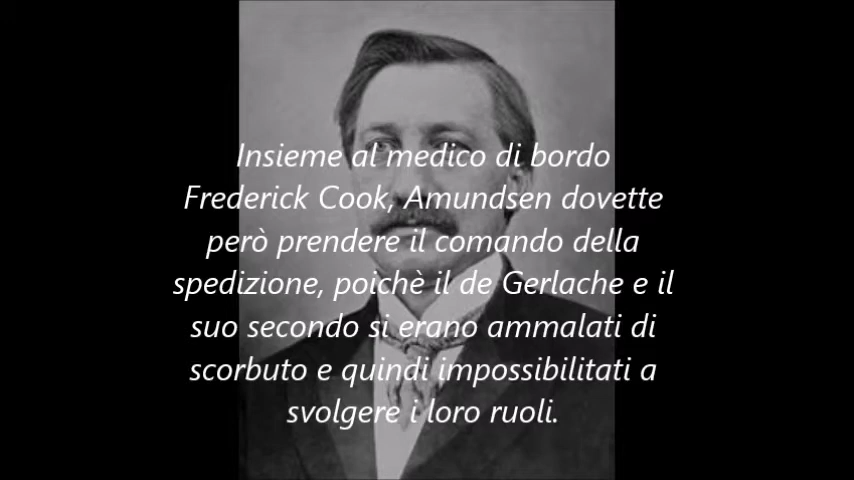 Insieme al medico di bordo
Frederick Cook, Amundsen dovette
però prendere il comando della
spedizione, poichè il de Gerlache e il
suo secondo si erano ammalati di
scorbuto e quindi impossibilitati a
svolgere i loro ruoli.